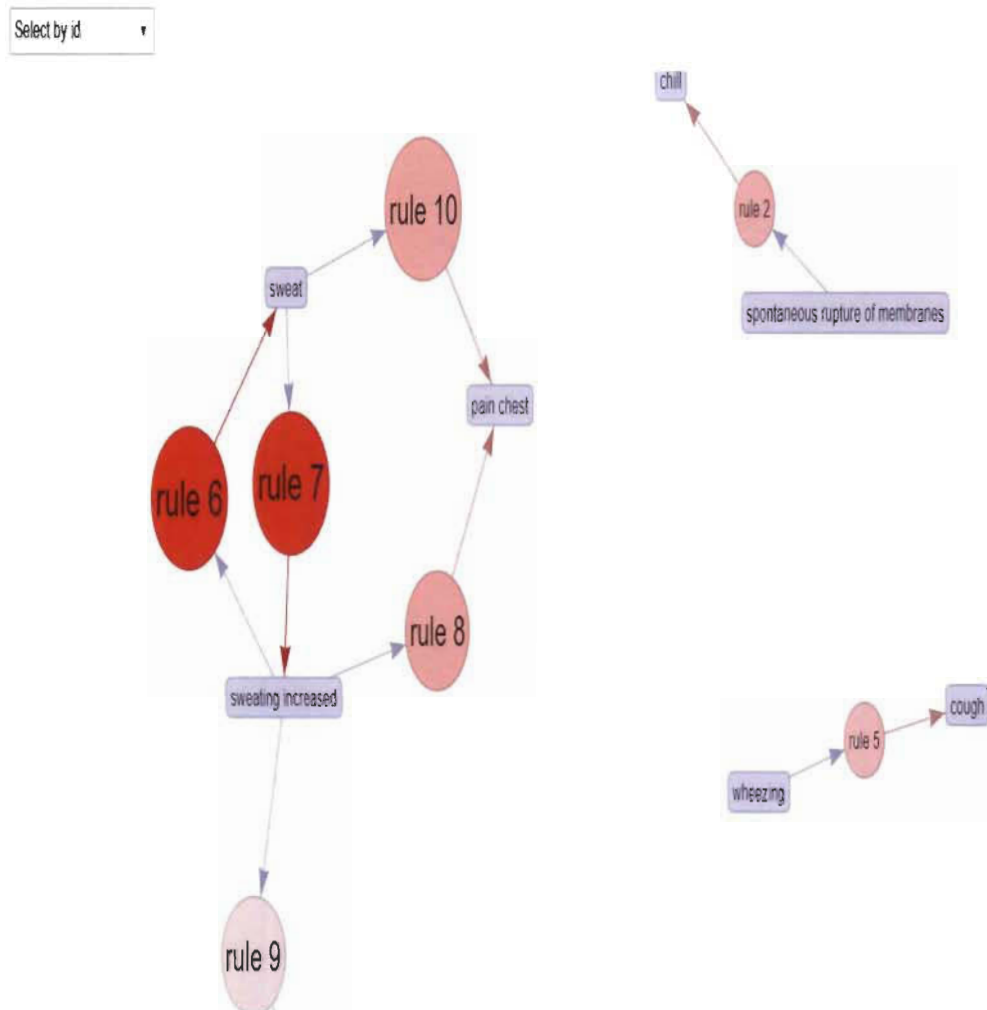 Select by id
chill
rule 10
rule 2
sweat
spontaneous rupture of membranes
pain chest
rule 6
rule 7
rule 8
sweating increased
cough
rule 5
wheezing
rule 9